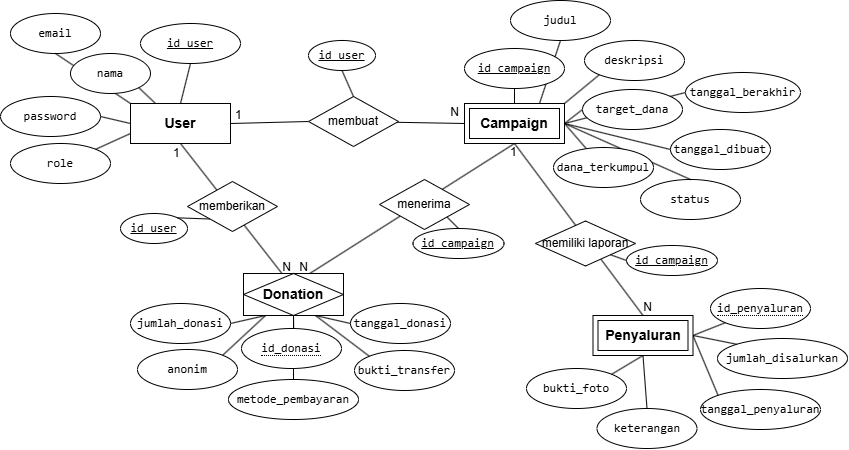 judul
email
id_user
nama
id_user
deskripsi
id_campaign
tanggal_berakhir
target_dana
password
User
1
membuat
N
Campaign
role
1
1
tanggal_dibuat
dana_terkumpul
status
memberikan
menerima
id_user
id_campaign
memiliki laporan
id_campaign
N
N
Donation
N
id_penyaluran
jumlah_donasi
tanggal_donasi
Penyaluran
id_donasi
jumlah_disalurkan
anonim
bukti_transfer
bukti_foto
metode_pembayaran
tanggal_penyaluran
keterangan